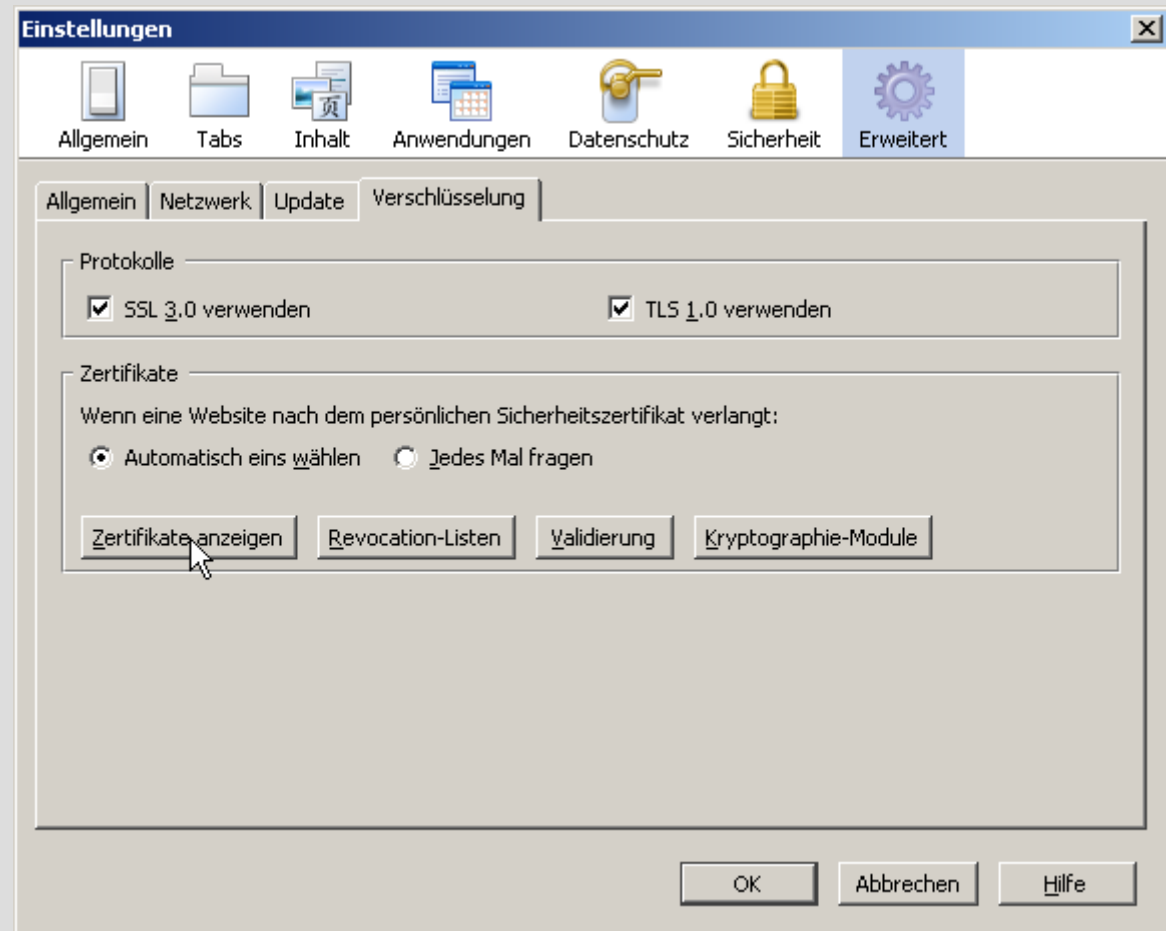 Einstellungen
Allgemein Tabs Inhalt Anwendungen Datenschutz Sicherheit Erweitert
Allgemein Netzwerk Update Verschlüsselung
Protokolle
SSL 3.0 verwenden TLS 1.0 verwenden
Zertifikate
Wenn eine Website nach dem persönlichen Sicherheitszertifikat verlangt:
Automatisch eins wählen Jedes Mal fragen
Zertifikate anzeigen Revocation-Listen Validierung Kryptographie-Module
OK Abbrechen Hilfe